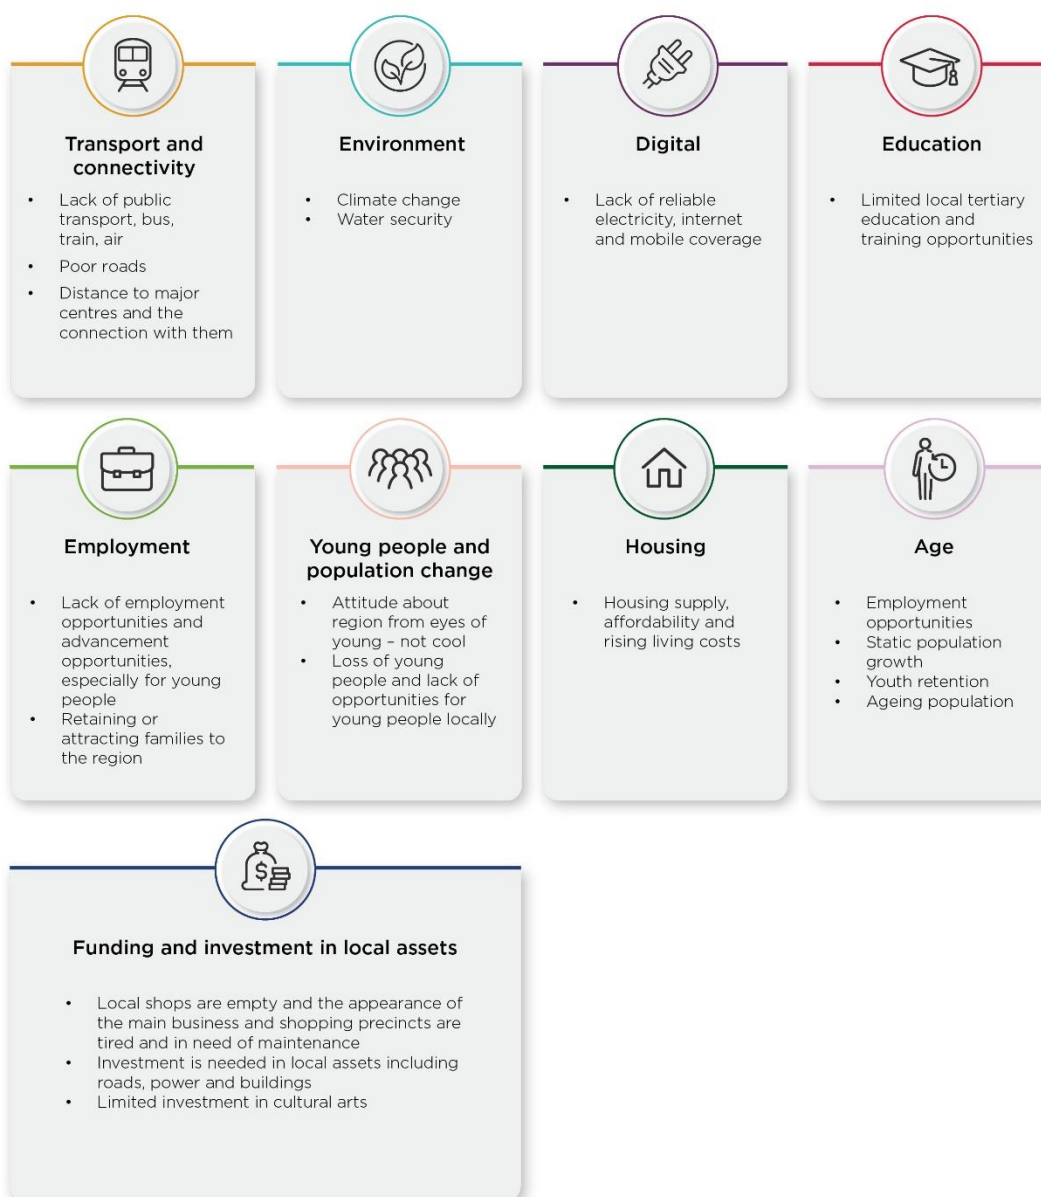 Transport and
connectivity
• Lack of public
transport, bus,
train, air
• Poor roads
• Distance to major
centres and the
connection with them
Environment
• Climate change
• Water security
Digital
• Lack of reliable
electricity, internet
and mobile coverage
Education
• Limited local tertiary
education and
training opportunities
Employment
• Lack of employment
opportunities and
advancement
opportunities,
especially for young
people
• Retaining or
attracting families to
the region
Young people and
population change
• Attitude about
region from eyes of
young – not cool
• Loss of young
people and lack of
opportunities for
young people locally
Housing
• Housing supply,
affordability and
rising living costs
Age
• Employment
opportunities
• Static population
growth
• Youth retention
• Ageing population
$
Funding and investment in local assets
• Local shops are empty and the appearance of
the main business and shopping precincts are
tired and in need of maintenance
• Investment is needed in local assets including
roads, power and buildings
• Limited investment in cultural arts